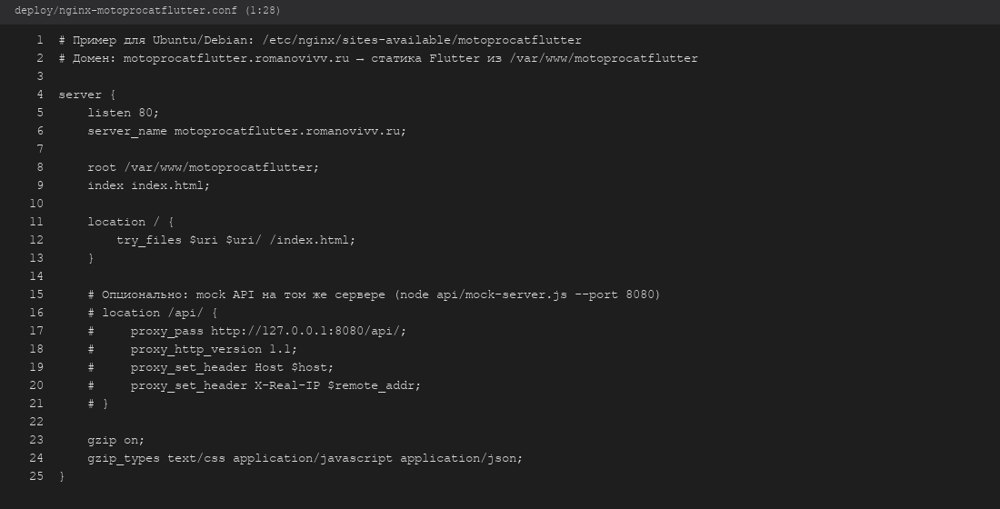 deploy/nginx-motoprocatflutter.conf (1:28)
1 # Пример для Ubuntu/Debian: /etc/nginx/sites-available/motoprocatflutter
2 # Домен: motoprocatflutter.romanovivv.ru → статика Flutter из /var/www/motoprocatflutter
3
4 server {
5     listen 80;
6     server_name motoprocatflutter.romanovivv.ru;
7
8     root /var/www/motoprocatflutter;
9     index index.html;
10
11     location / {
12         try_files $uri $uri/ /index.html;
13     }
14
15     # Опционально: mock API на том же сервере (node api/mock-server.js --port 8080)
16     # location /api/ {
17     #     proxy_pass http://127.0.0.1:8080/api/;
18     #     proxy_http_version 1.1;
19     #     proxy_set_header Host $host;
20     #     proxy_set_header X-Real-IP $remote_addr;
21     # }
22
23     gzip on;
24     gzip_types text/css application/javascript application/json;
25 }